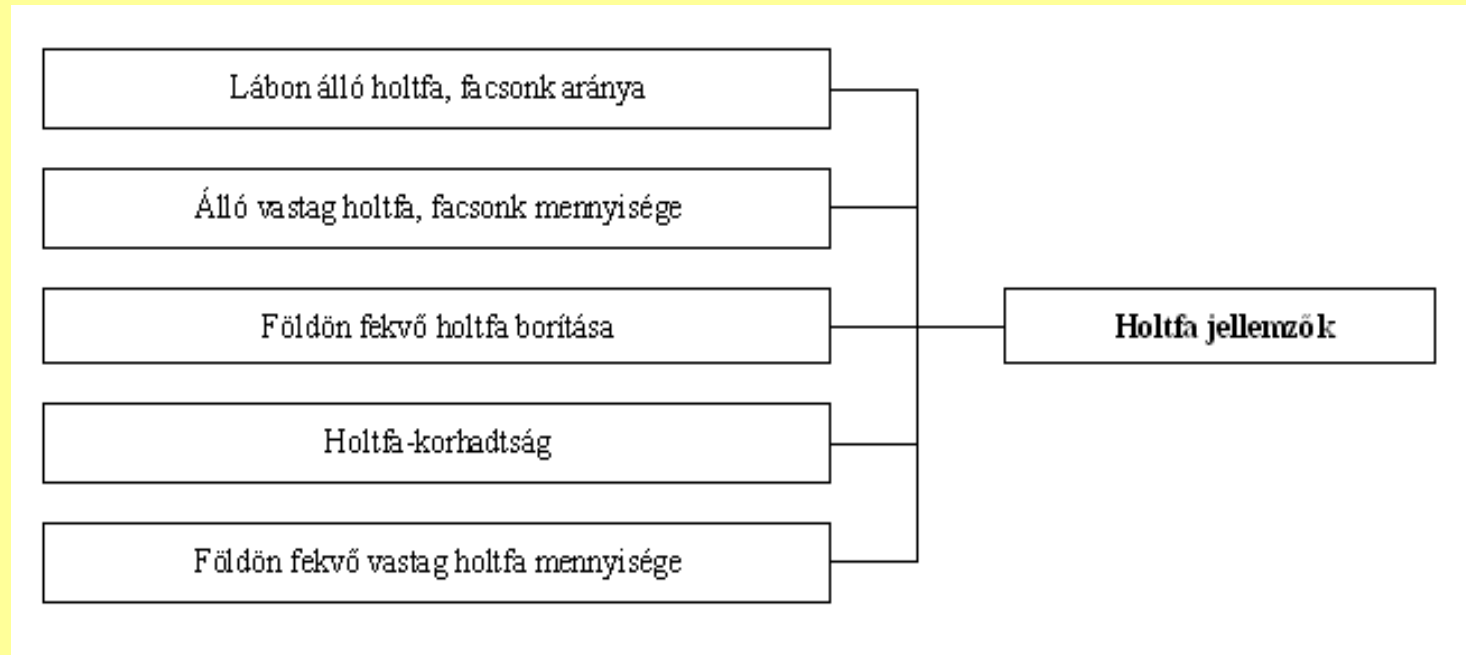 Lábon álló holtfa, facsonk aránya
Álló vastag holtfa, facsonk mennyisége
Földön fekvő holtfa borítása
Holtfa jellemzők
Holtfa-korhadtság
Földön fekvő vastag holtfa mennyisége